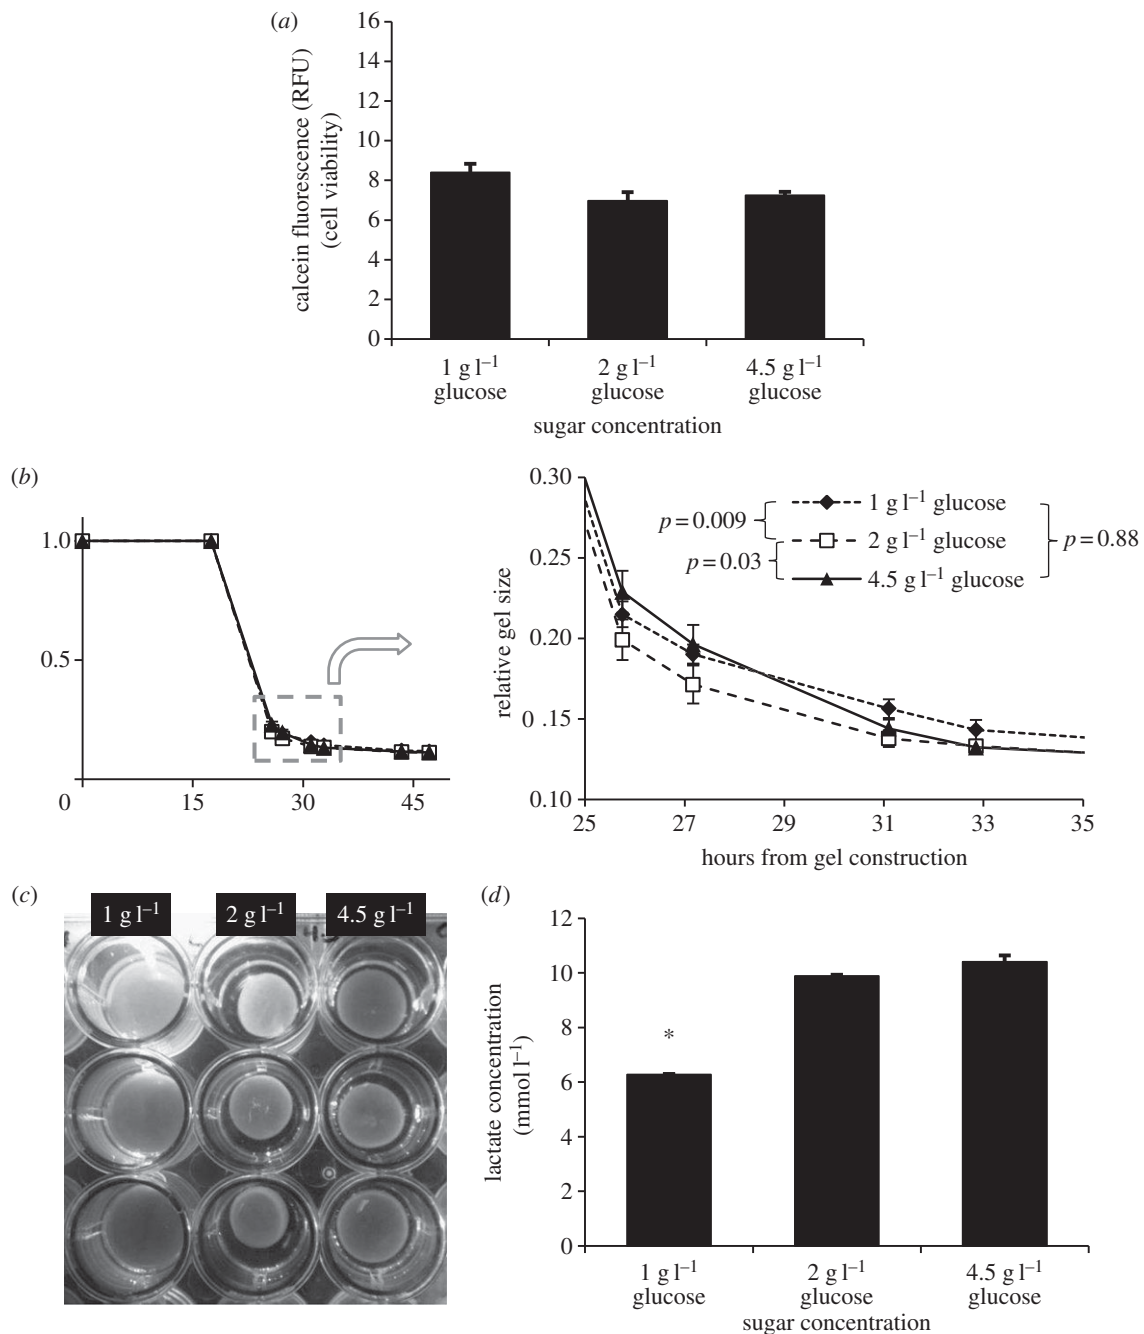 (a)
16
14
12
10
8
6
4
2
0
calcein fluorescence (RFU)
(cell viability)
1 g l⁻¹
glucose
2 g l⁻¹
glucose
4.5 g l⁻¹
glucose
sugar concentration
(b)
1.0
0.5
0
15
30
45
0.30
0.25
0.20
0.15
0.10
relative gel size
1 g l⁻¹ glucose
2 g l⁻¹ glucose
4.5 g l⁻¹ glucose
p = 0.009
p = 0.03
p = 0.88
25
27
29
31
33
35
hours from gel construction
(c)
1 g l⁻¹
2 g l⁻¹
4.5 g l⁻¹
4.5
(d)
12
10
8
6
4
2
0
lactate concentration
(mmol l⁻¹)
*
1 g l⁻¹
glucose
2 g l⁻¹
glucose
4.5 g l⁻¹
glucose
sugar concentration